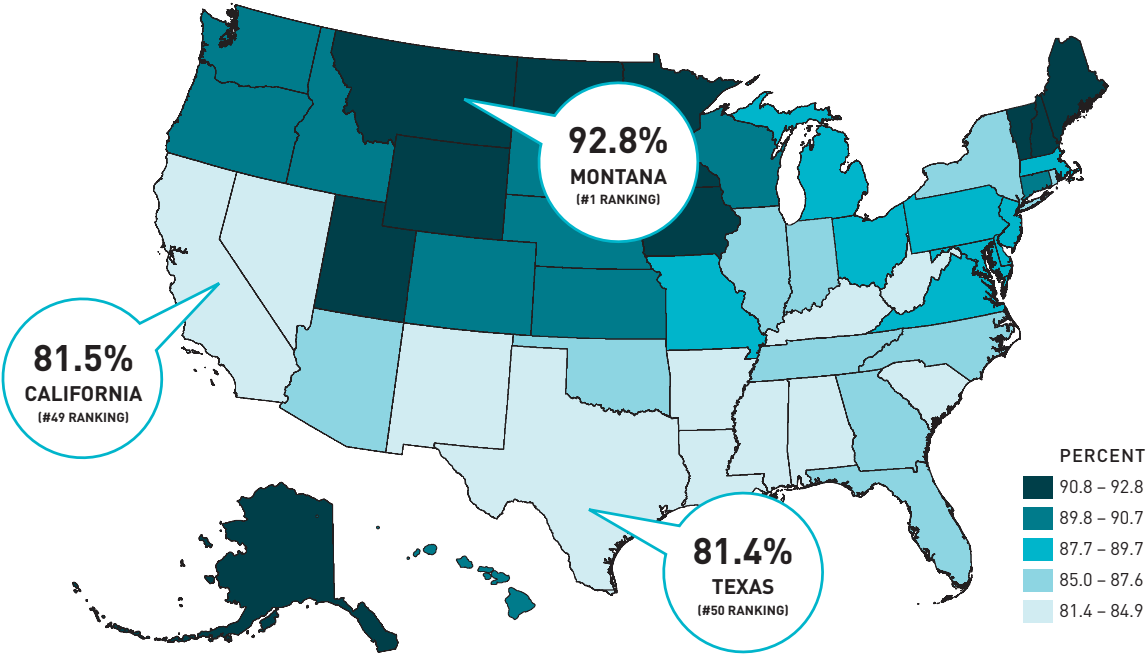 92.8%
MONTANA
(#1 RANKING)
81.5%
CALIFORNIA
(#49 RANKING)
81.4%
TEXAS
(#50 RANKING)
PERCENT
90.8 – 92.8
89.8 – 90.7
87.7 – 89.7
85.0 – 87.6
81.4 – 84.9